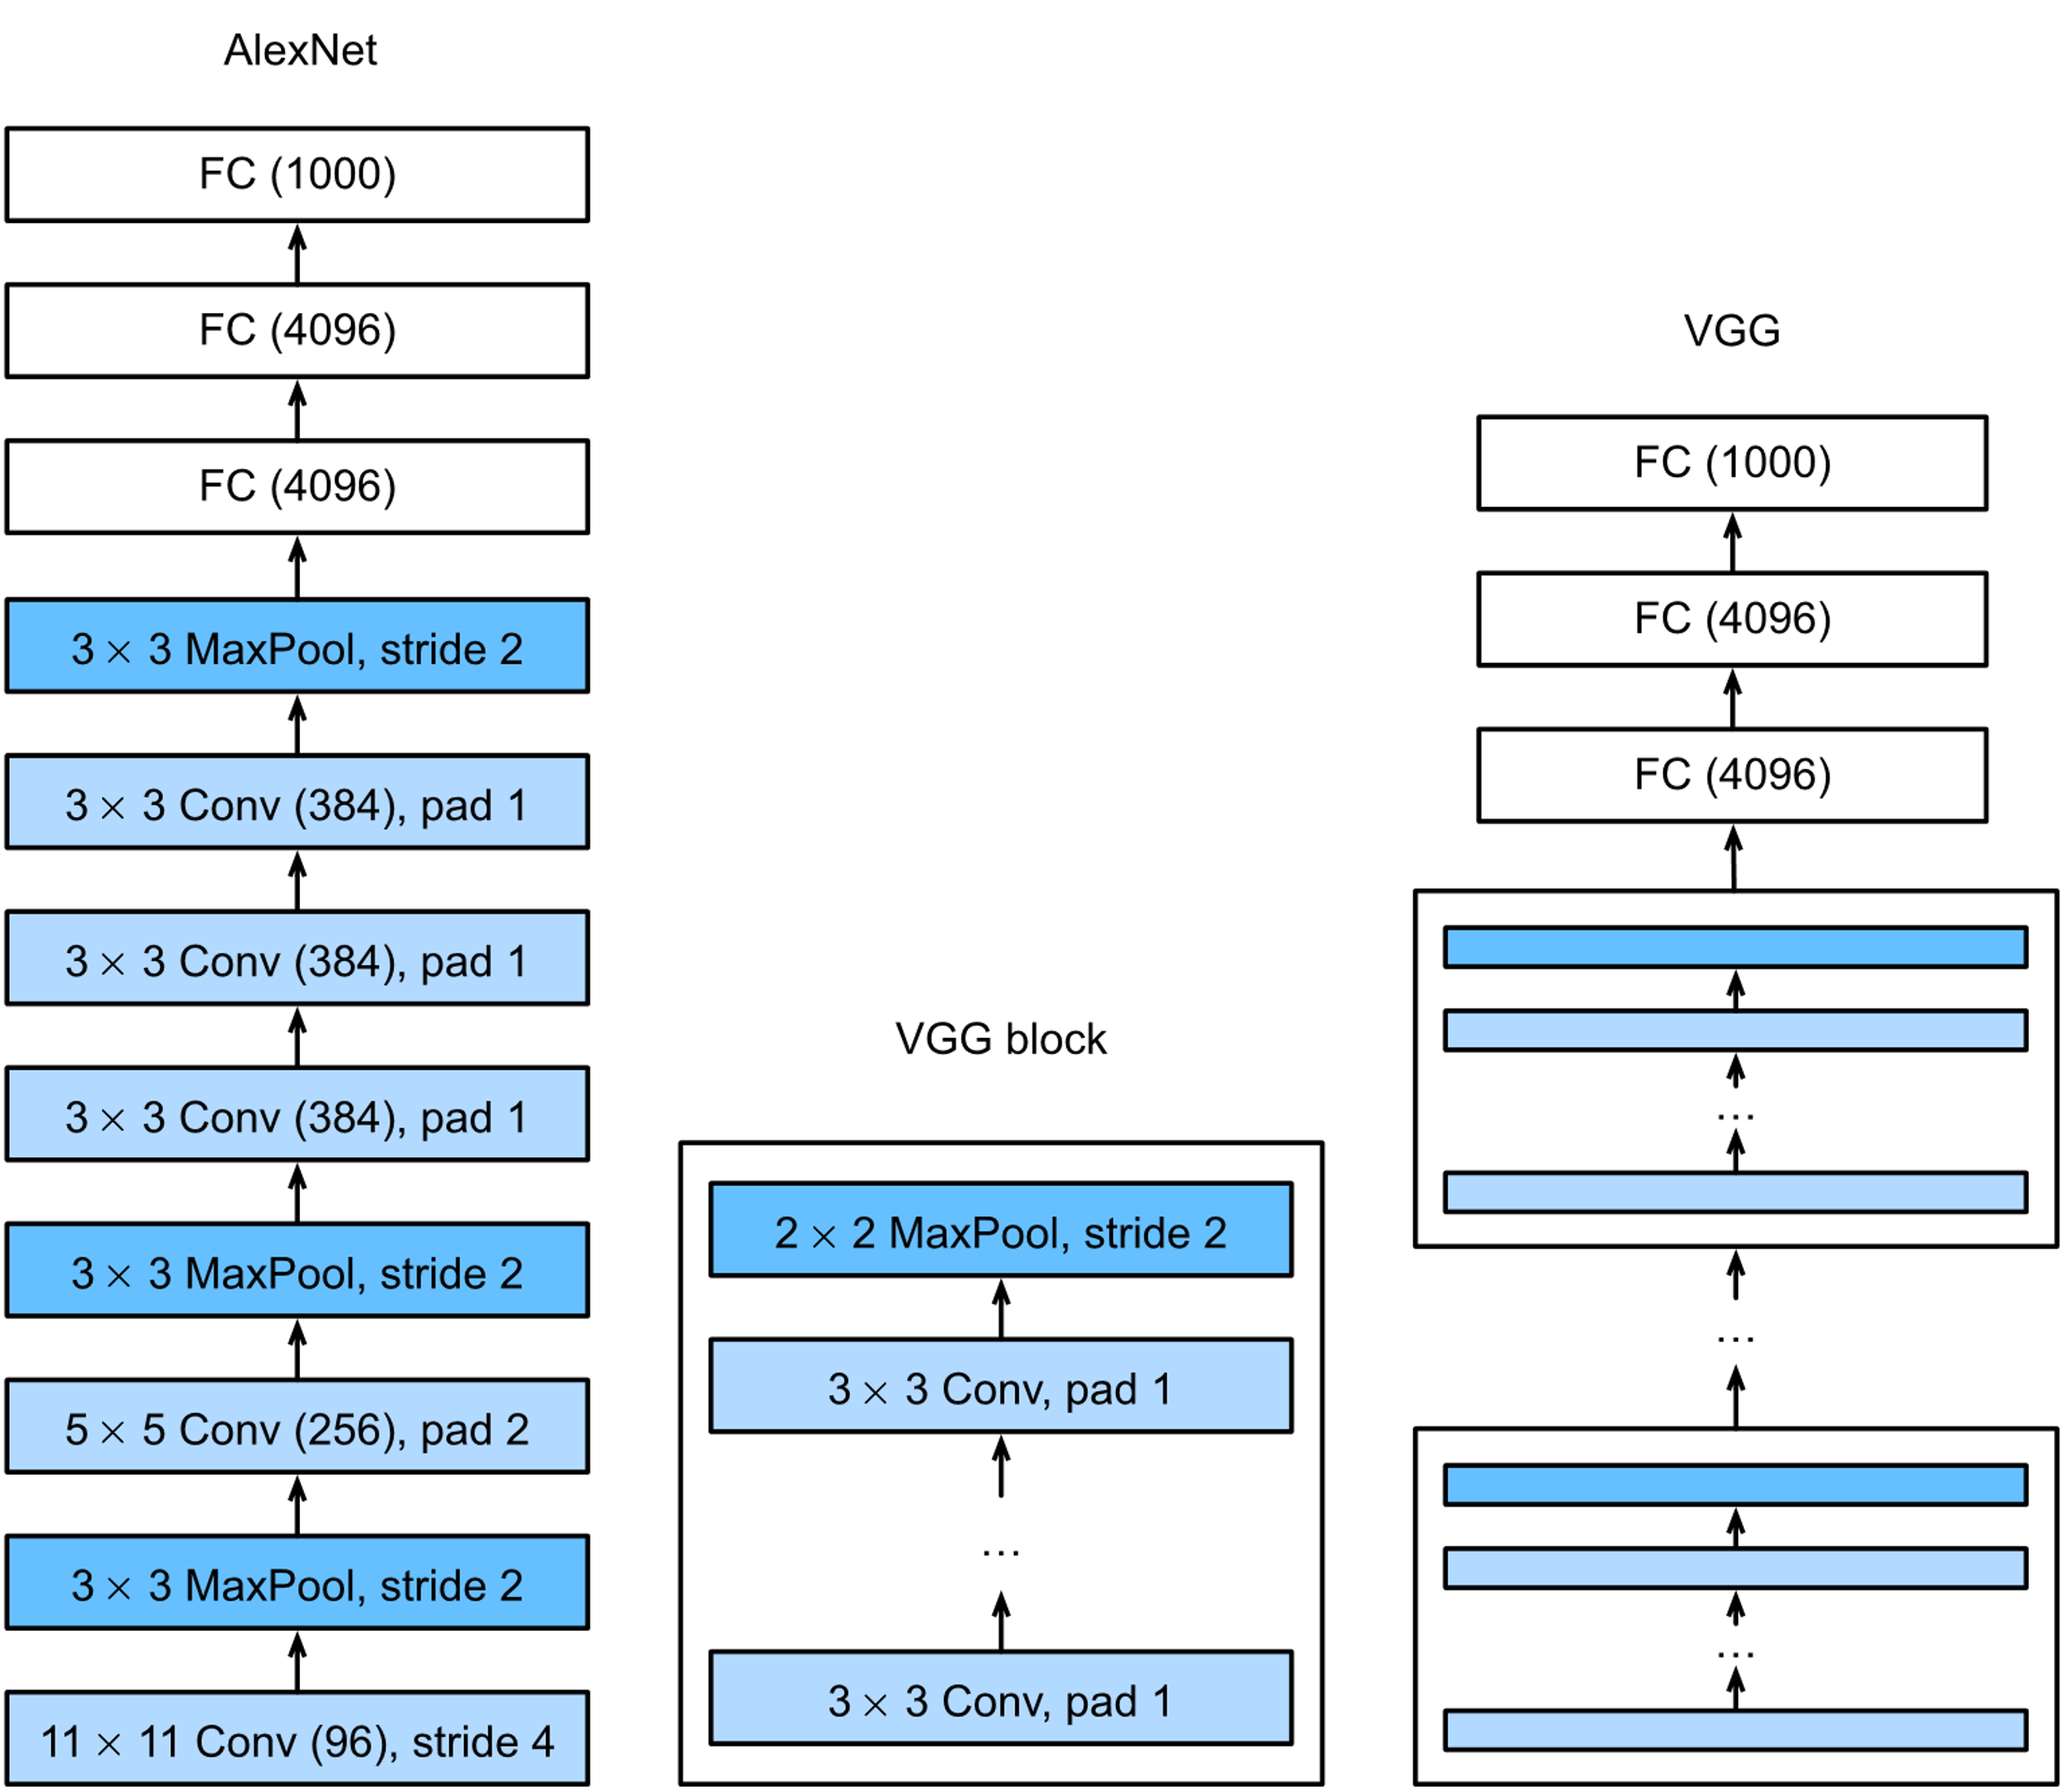 AlexNet
FC (1000)
FC (4096)
FC (4096)
3 × 3 MaxPool, stride 2
3 × 3 Conv (384), pad 1
3 × 3 Conv (384), pad 1
3 × 3 Conv (384), pad 1
3 × 3 MaxPool, stride 2
5 × 5 Conv (256), pad 2
3 × 3 MaxPool, stride 2
11 × 11 Conv (96), stride 4
VGG block
2 × 2 MaxPool, stride 2
3 × 3 Conv, pad 1
...
3 × 3 Conv, pad 1
VGG
FC (1000)
FC (4096)
FC (4096)
...
...
...